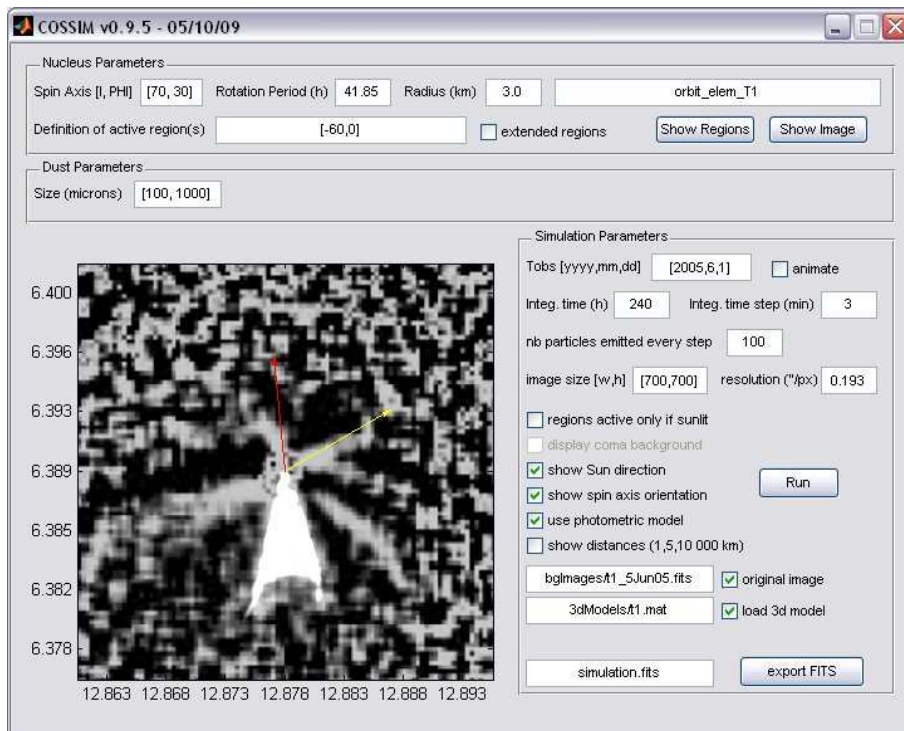 COSSIM v0.9.5 - 05/10/09
Nucleus Parameters
Spin Axis [I, PHI] [70, 30] Rotation Period (h) 41.85 Radius (km) 3.0 orbit_elem_T1
Definition of active region(s) [-60,0] extended regions Show Regions Show Image
Dust Parameters
Size (microns) [100, 1000]
Simulation Parameters
Tobs [yyyy,mm,dd] [2005,6,1] animate
Integ. time (h) 240 Integ. time step (min) 3
nb particles emitted every step 100
image size [w,h] [700,700] resolution ("/px) 0.193
regions active only if sunlit
display coma background
show Sun direction
show spin axis orientation
Run
use photometric model
show distances (1,5,10 000 km)
bgImages/t1_5Jun05.fits original image
3dModels/t1.mat load 3d model
simulation.fits export FITS
6.400
6.396
6.393
6.389
6.385
6.382
6.378
12.863 12.868 12.873 12.878 12.883 12.888 12.893